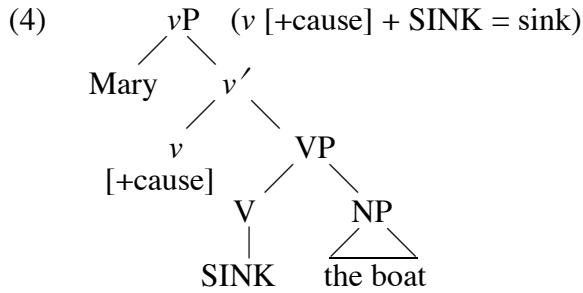 (4) vP (v [+cause] + SINK = sink)
Mary v′
v VP
[+cause]
V NP
SINK the boat